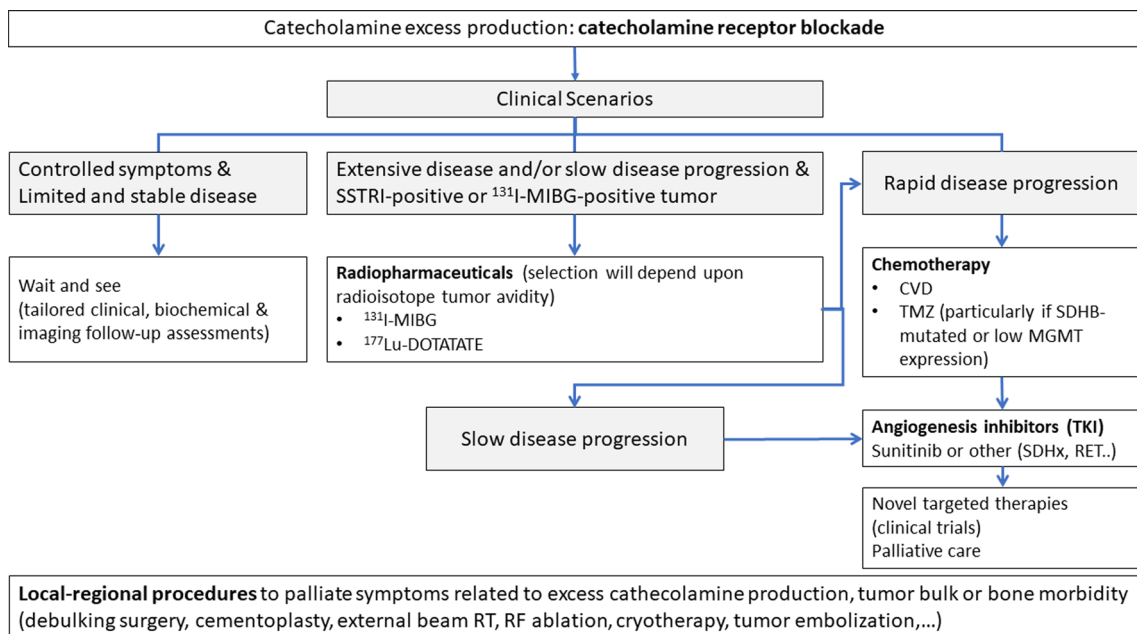 Catecholamine excess production: catecholamine receptor blockade
Clinical Scenarios
Controlled symptoms &
Limited and stable disease
Extensive disease and/or slow disease progression &
SSTRI-positive or ¹³¹I-MIBG-positive tumor
Rapid disease progression
Wait and see
(tailored clinical, biochemical &
imaging follow-up assessments)
Radiopharmaceuticals (selection will depend upon
radioisotope tumor avidity)
• ¹³¹I-MIBG
• ¹⁷⁷Lu-DOTATATE
Chemotherapy
• CVD
• TMZ (particularly if SDHB-
mutated or low MGMT
expression)
Slow disease progression
Angiogenesis inhibitors (TKI)
Sunitinib or other (SDHx, RET..)
Novel targeted therapies
(clinical trials)
Palliative care
Local-regional procedures to palliate symptoms related to excess cathecolamine production, tumor bulk or bone morbidity
(debulking surgery, cementoplasty, external beam RT, RF ablation, cryotherapy, tumor embolization,...)